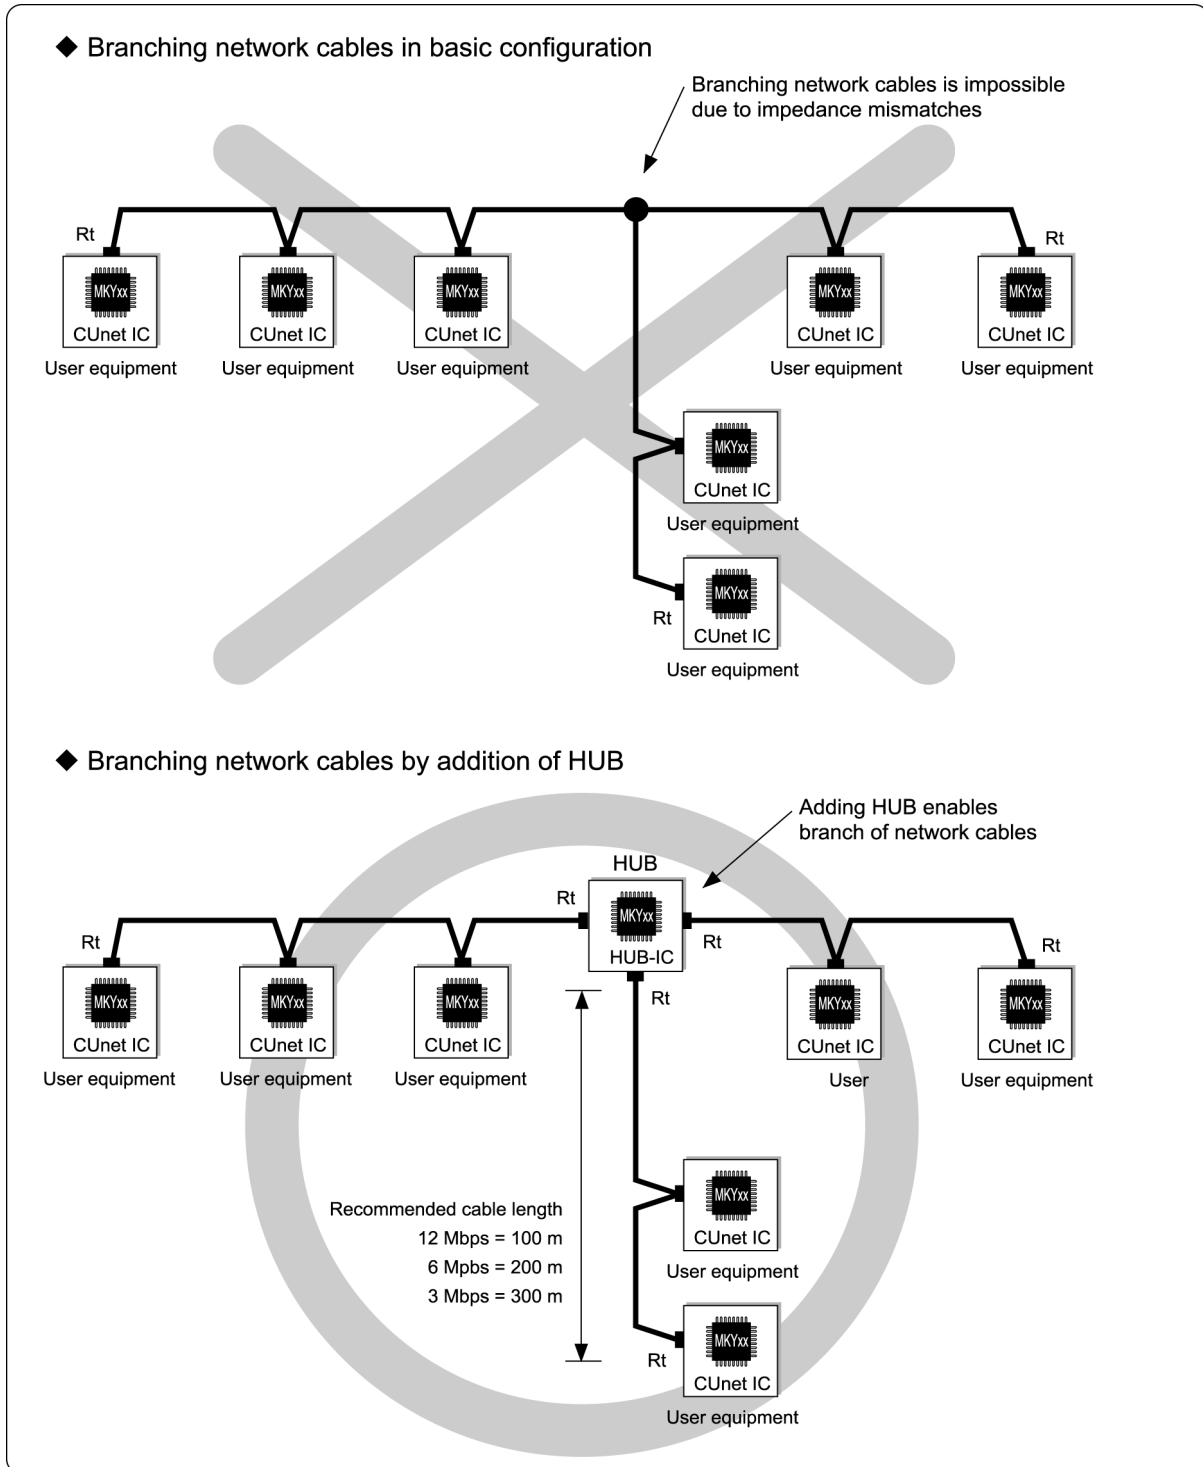 ◆ Branching network cables in basic configuration
Branching network cables is impossible
due to impedance mismatches
Rt
Rt
MKYxx
MKYxx
MKYxx
MKYxx
MKYxx
CUnet IC
CUnet IC
CUnet IC
CUnet IC
CUnet IC
User equipment
User equipment
User equipment
User equipment
User equipment
MKYxx
CUnet IC
User equipment
MKYxx
Rt
CUnet IC
User equipment
◆ Branching network cables by addition of HUB
Adding HUB enables
branch of network cables
HUB
Rt
MKYxx
HUB-IC
Rt
Rt
Rt
Rt
MKYxx
MKYxx
MKYxx
MKYxx
MKYxx
CUnet IC
CUnet IC
CUnet IC
CUnet IC
CUnet IC
User equipment
User equipment
User equipment
User
User equipment
MKYxx
CUnet IC
User equipment
Recommended cable length
12 Mbps = 100 m
6 Mpbs = 200 m
3 Mbps = 300 m
MKYxx
Rt
CUnet IC
User equipment